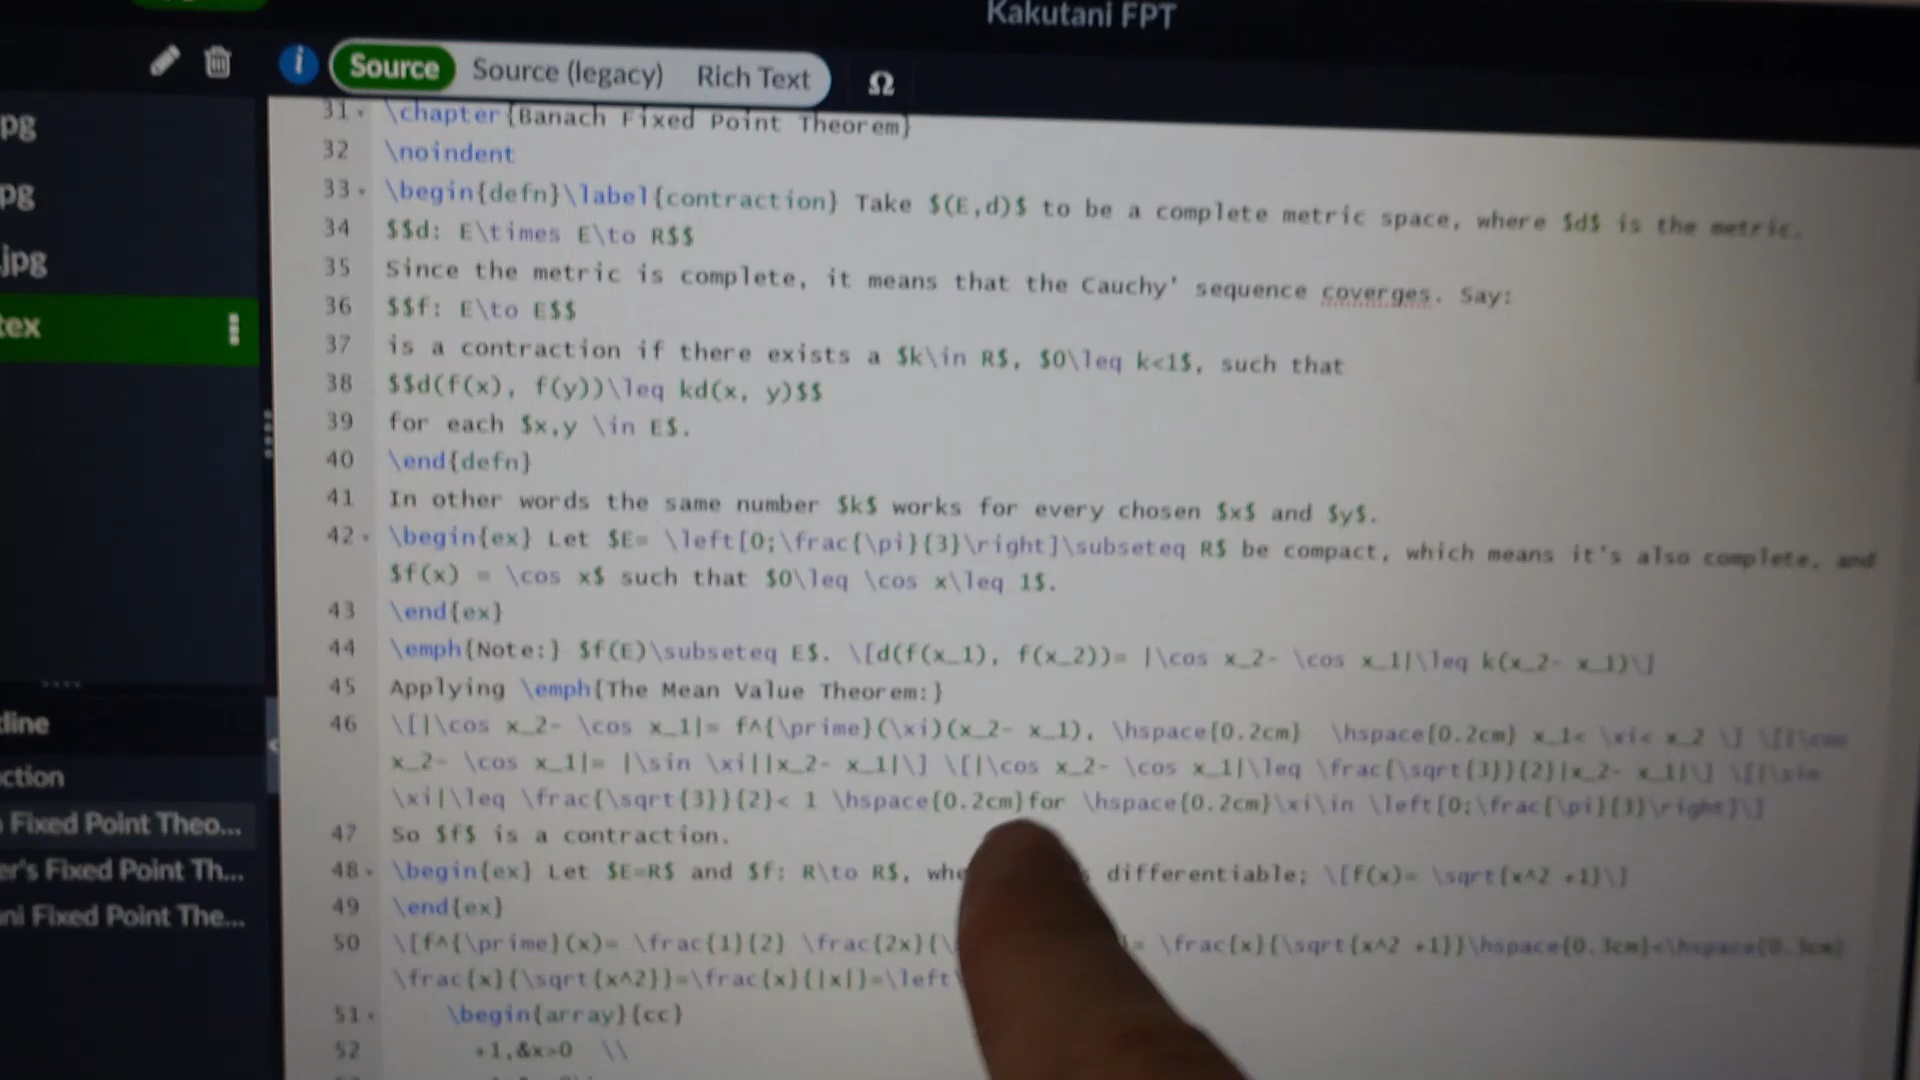 Kakutani FPT
i Source Source (legacy) Rich Text Ω
pg
pg
jpg
tex
line
ction
Fixed Point Theo...
er's Fixed Point Th...
ni Fixed Point The...
31 \chapter{Banach Fixed Point Theorem}
32 \noindent
33 \begin{defn}\label{contraction} Take $(E,d)$ to be a complete metric space, where $d$ is the metric.
34 $$d: E\times E\to R$$
35 Since the metric is complete, it means that the Cauchy' sequence coverges. Say:
36 $$f: E\to E$$
37 is a contraction if there exists a $k\in R$, $0\leq k<1$, such that
38 $$d(f(x), f(y))\leq kd(x, y)$$
39 for each $x,y \in E$.
40 \end{defn}
41 In other words the same number $k$ works for every chosen $x$ and $y$.
42 \begin{ex} Let $E= \left[0;\frac{\pi}{3}\right]\subseteq R$ be compact, which means it's also complete, and
$f(x) = \cos x$ such that $0\leq \cos x\leq 1$.
43 \end{ex}
44 \emph{Note:} $f(E)\subseteq E$. \[d(f(x_1), f(x_2))= |\cos x_2- \cos x_1|\leq k(x_2- x_1)\]
45 Applying \emph{The Mean Value Theorem:}
46 \[|\cos x_2- \cos x_1|= f^{\prime}(\xi)(x_2- x_1), \hspace{0.2cm} \hspace{0.2cm} x_1< \xi< x_2 \] \[|\cos
x_2- \cos x_1|= |\sin \xi||x_2- x_1|\] \[|\cos x_2- \cos x_1|\leq \frac{\sqrt{3}}{2}|x_2- x_1|\] \[|\sin
\xi|\leq \frac{\sqrt{3}}{2}< 1 \hspace{0.2cm}for \hspace{0.2cm}\xi\in \left[0;\frac{\pi}{3}\right]\]
47 So $f$ is a contraction.
48 \begin{ex} Let $E=R$ and $f: R\to R$, differentiable; \[f(x)= \sqrt{x^2 +1}\]
49 \end{ex}
50 \[f^{\prime}(x)= \frac{1}{2} \frac{2x}{\ = \frac{x}{\sqrt{x^2 +1}}\hspace{0.3cm}<\hspace{0.3cm}
\frac{x}{\sqrt{x^2}}=\frac{x}{|x|}=\left
51 \begin{array}{cc}
52 +1,&x>0 \\